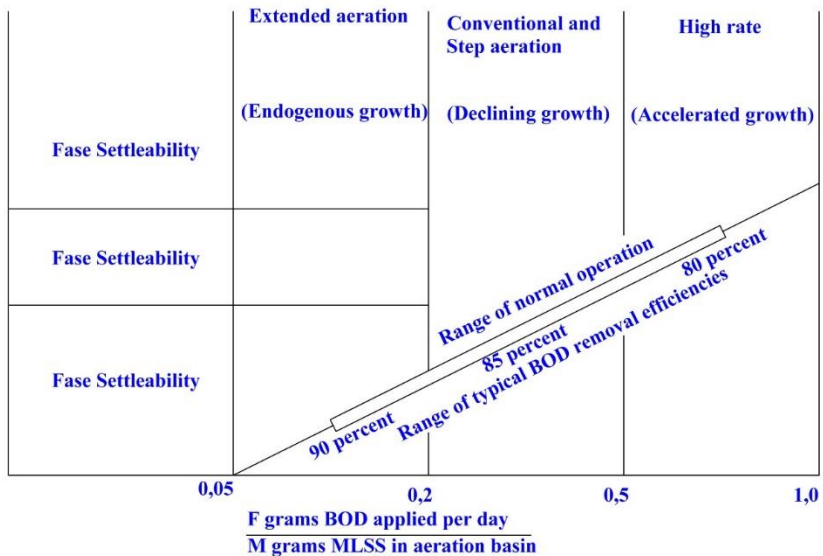 Extended aeration
Conventional and
Step aeration
High rate
(Endogenous growth)
(Declining growth)
(Accelerated growth)
Fase Settleability
Fase Settleability
Fase Settleability
Range of normal operation
80 percent
85 percent
Range of typical BOD removal efficiencies
90 percent
0,05
0,2
0,5
1,0
F grams BOD applied per day
M grams MLSS in aeration basin